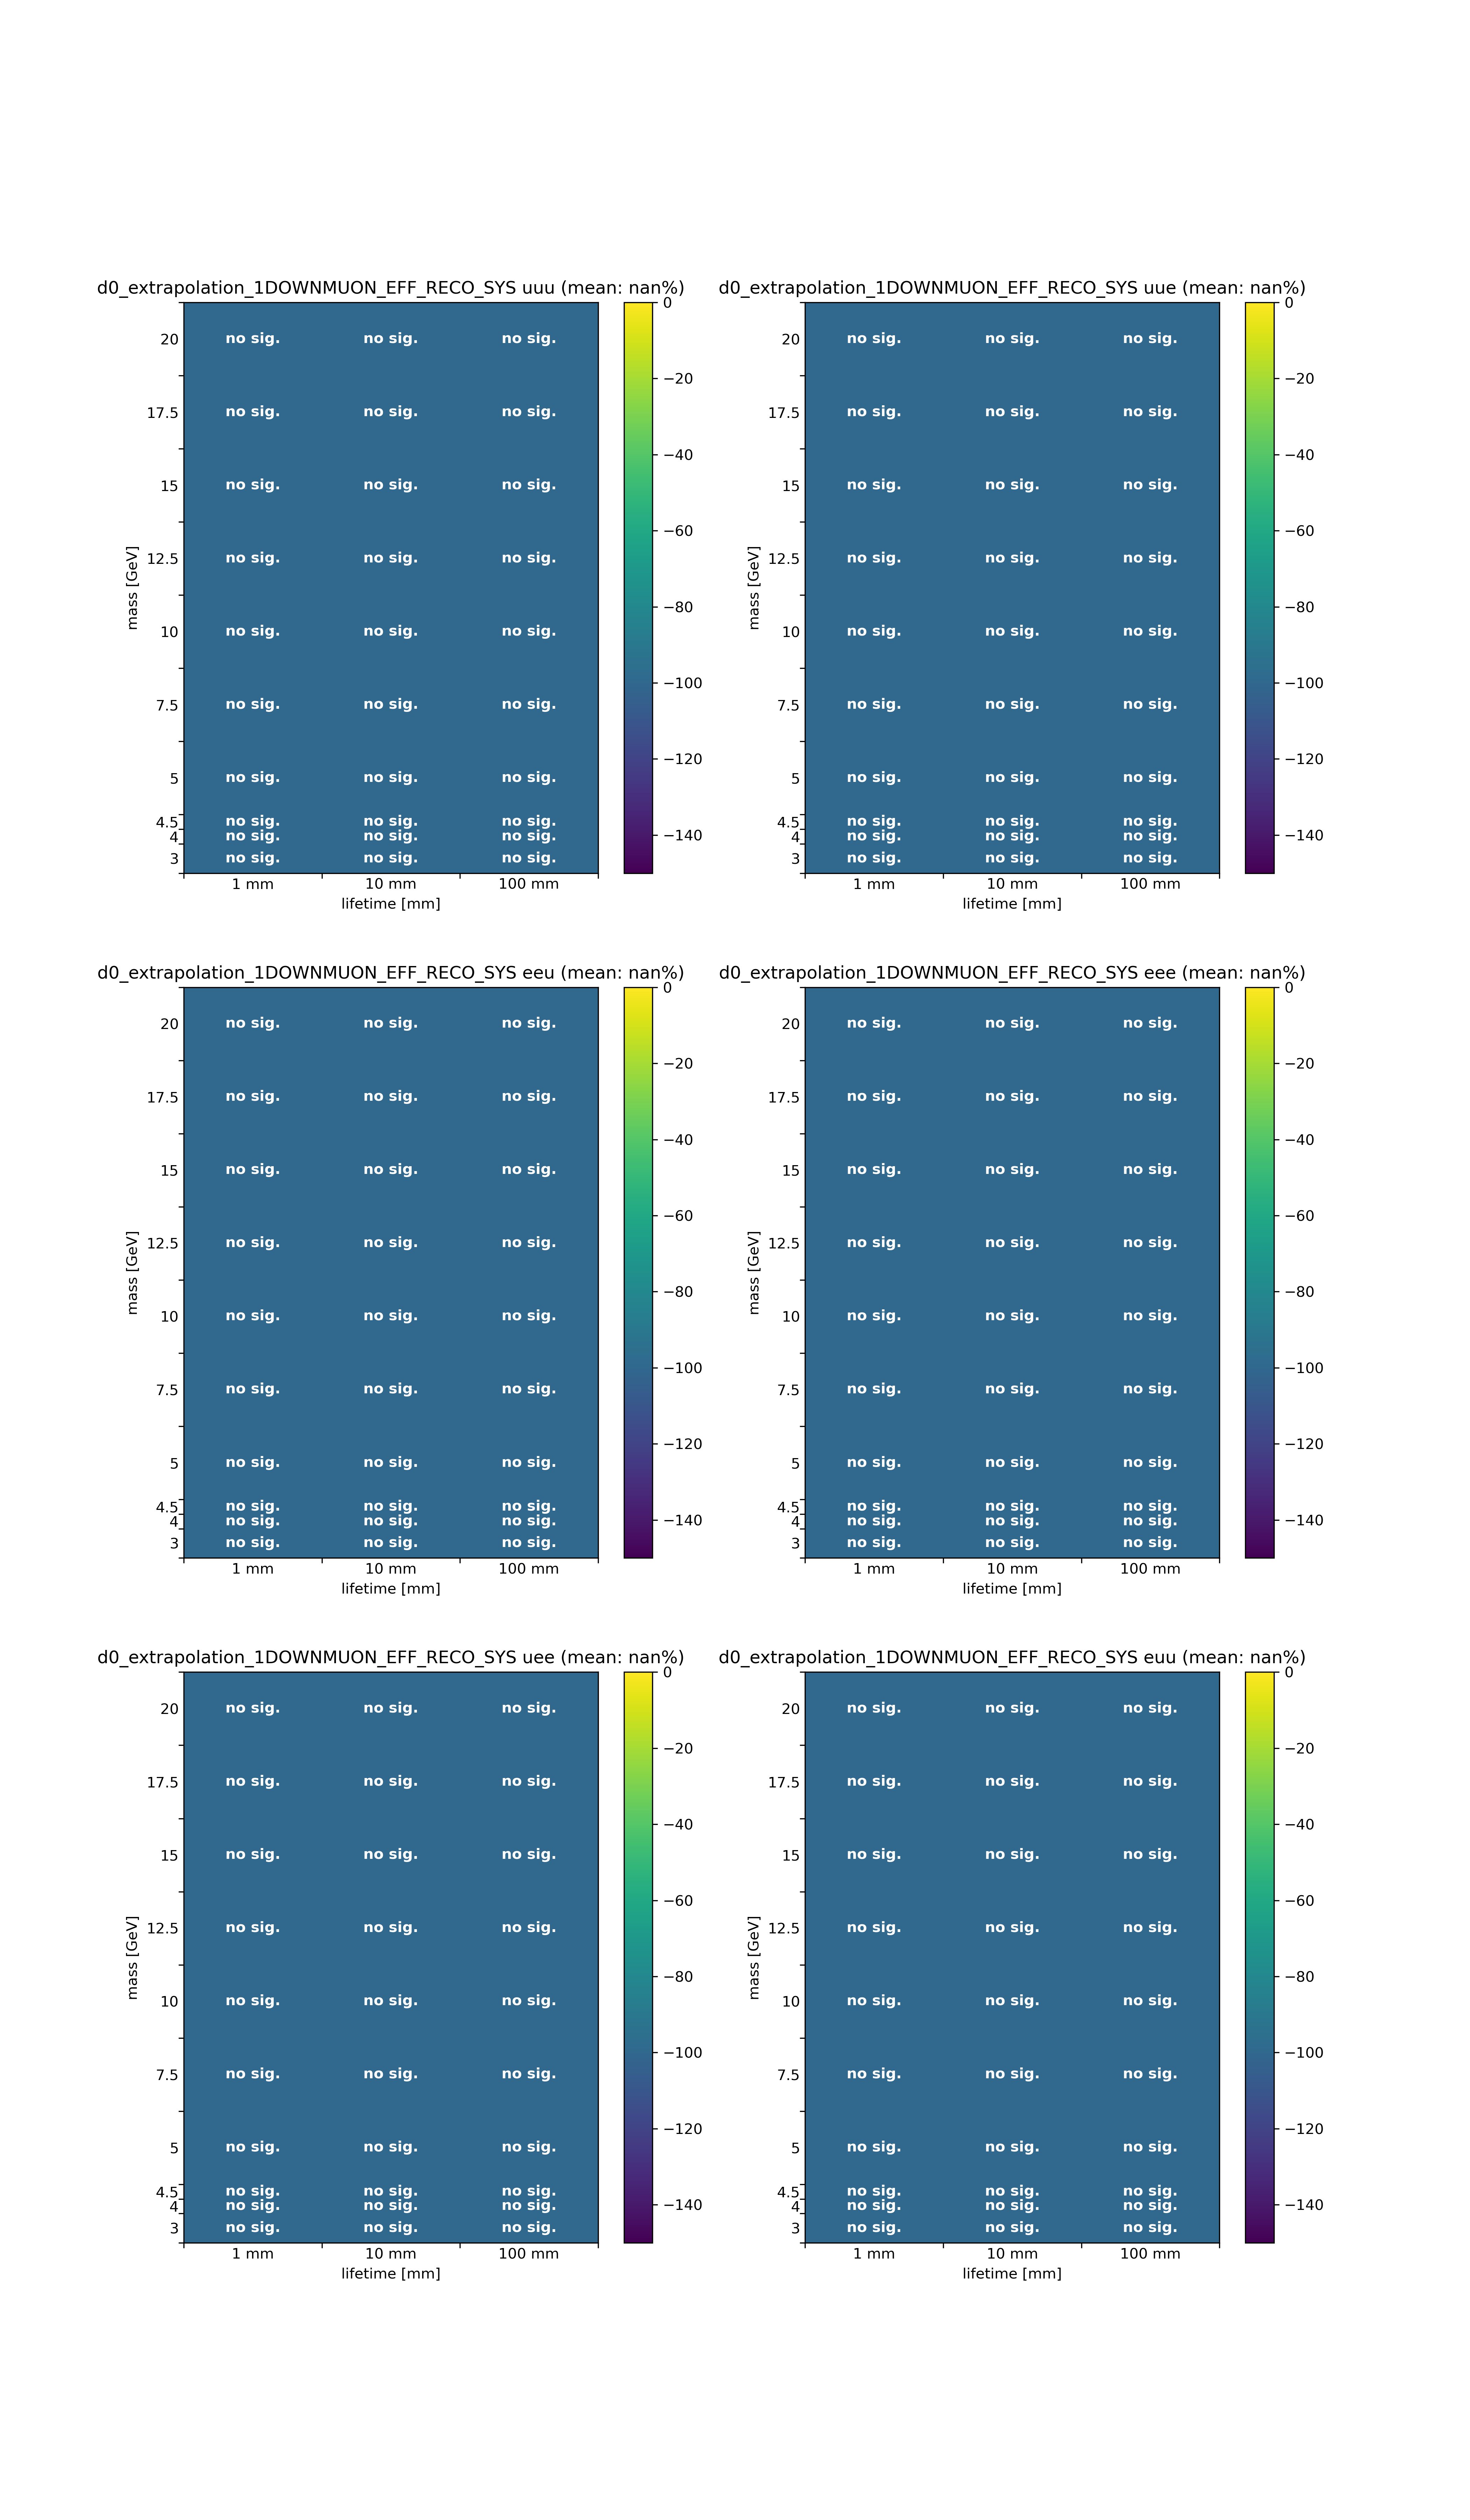 d0_extrapolation_1DOWNMUON_EFF_RECO_SYS uuu (mean: nan%)
0
20 no sig. no sig. no sig.
−20
17.5 no sig. no sig. no sig.
−40
15 no sig. no sig. no sig.
12.5 no sig. no sig. no sig.
−60
mass [GeV]
−80
10 no sig. no sig. no sig.
−100
7.5 no sig. no sig. no sig.
−120
5 no sig. no sig. no sig.
4.5 no sig. no sig. no sig.
4 no sig. no sig. no sig.
−140
3 no sig. no sig. no sig.
1 mm 10 mm 100 mm
lifetime [mm]
d0_extrapolation_1DOWNMUON_EFF_RECO_SYS uue (mean: nan%)
0
20 no sig. no sig. no sig.
−20
17.5 no sig. no sig. no sig.
−40
15 no sig. no sig. no sig.
12.5 no sig. no sig. no sig.
−60
mass [GeV]
−80
10 no sig. no sig. no sig.
−100
7.5 no sig. no sig. no sig.
−120
5 no sig. no sig. no sig.
4.5 no sig. no sig. no sig.
4 no sig. no sig. no sig.
−140
3 no sig. no sig. no sig.
1 mm 10 mm 100 mm
lifetime [mm]
d0_extrapolation_1DOWNMUON_EFF_RECO_SYS eeu (mean: nan%)
0
20 no sig. no sig. no sig.
−20
17.5 no sig. no sig. no sig.
−40
15 no sig. no sig. no sig.
12.5 no sig. no sig. no sig.
−60
mass [GeV]
−80
10 no sig. no sig. no sig.
−100
7.5 no sig. no sig. no sig.
−120
5 no sig. no sig. no sig.
4.5 no sig. no sig. no sig.
4 no sig. no sig. no sig.
−140
3 no sig. no sig. no sig.
1 mm 10 mm 100 mm
lifetime [mm]
d0_extrapolation_1DOWNMUON_EFF_RECO_SYS eee (mean: nan%)
0
20 no sig. no sig. no sig.
−20
17.5 no sig. no sig. no sig.
−40
15 no sig. no sig. no sig.
12.5 no sig. no sig. no sig.
−60
mass [GeV]
−80
10 no sig. no sig. no sig.
−100
7.5 no sig. no sig. no sig.
−120
5 no sig. no sig. no sig.
4.5 no sig. no sig. no sig.
4 no sig. no sig. no sig.
−140
3 no sig. no sig. no sig.
1 mm 10 mm 100 mm
lifetime [mm]
d0_extrapolation_1DOWNMUON_EFF_RECO_SYS uee (mean: nan%)
0
20 no sig. no sig. no sig.
−20
17.5 no sig. no sig. no sig.
−40
15 no sig. no sig. no sig.
12.5 no sig. no sig. no sig.
−60
mass [GeV]
−80
10 no sig. no sig. no sig.
−100
7.5 no sig. no sig. no sig.
−120
5 no sig. no sig. no sig.
4.5 no sig. no sig. no sig.
4 no sig. no sig. no sig.
−140
3 no sig. no sig. no sig.
1 mm 10 mm 100 mm
lifetime [mm]
d0_extrapolation_1DOWNMUON_EFF_RECO_SYS euu (mean: nan%)
0
20 no sig. no sig. no sig.
−20
17.5 no sig. no sig. no sig.
−40
15 no sig. no sig. no sig.
12.5 no sig. no sig. no sig.
−60
mass [GeV]
−80
10 no sig. no sig. no sig.
−100
7.5 no sig. no sig. no sig.
−120
5 no sig. no sig. no sig.
4.5 no sig. no sig. no sig.
4 no sig. no sig. no sig.
−140
3 no sig. no sig. no sig.
1 mm 10 mm 100 mm
lifetime [mm]